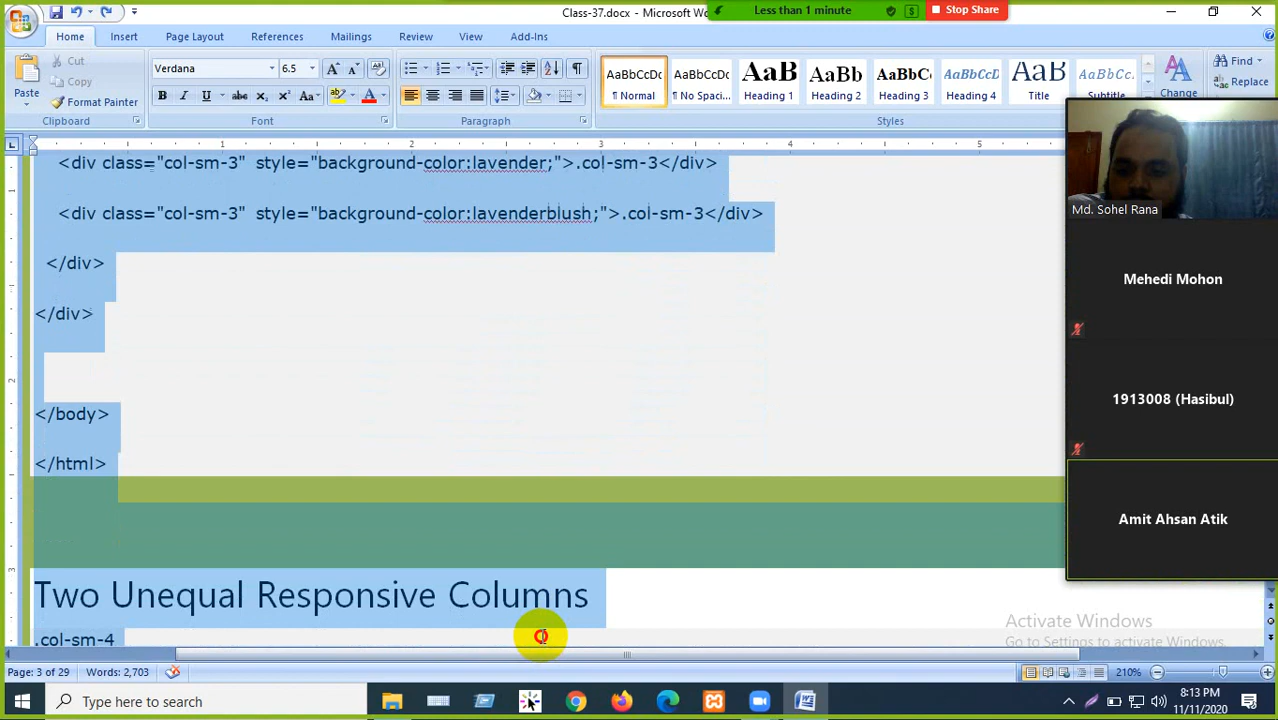 Class-37.docx - Microsoft Wo
Less than 1 minute
Stop Share
Home
Insert
Page Layout
References
Mailings
Review
View
Add-Ins
Cut
Copy
Format Painter
Paste
Clipboard
Verdana
6.5
Font
Paragraph
AaBbCcDc
¶ Normal
AaBbCcDc
¶ No Spaci...
AaB
Heading 1
AaBb
Heading 2
AaBbC
Heading 3
AaBbCc
Heading 4
AaBb
Title
AaBbCc
Subtitle
Styles
Change
Find
Replace
<div class="col-sm-3" style="background-color:lavender;">.col-sm-3</div>
<div class="col-sm-3" style="background-color:lavenderblush;">.col-sm-3</div>
</div>
</div>
</body>
</html>
Two Unequal Responsive Columns
.col-sm-4
Md. Sohel Rana
Mehedi Mohon
1913008 (Hasibul)
Amit Ahsan Atik
Activate Windows
Go to Settings to activate Windows.
Page: 3 of 29
Words: 2,703
210%
Type here to search
8:13 PM
11/11/2020